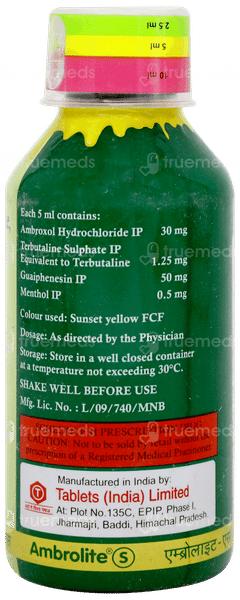 2.5 ml
5 ml
10 ml
truemeds
Each 5 ml contains:
Ambroxol Hydrochloride IP 30 mg
Terbutaline Sulphate IP
Equivalent to Terbutaline 1.25 mg
Guaiphenesin IP 50 mg
Menthol IP 0.5 mg
Colour used: Sunset yellow FCF
Dosage: As directed by the Physician
Storage: Store in a well closed container
at a temperature not exceeding 30°C.
SHAKE WELL BEFORE USE
Mfg. Lic. No. : L/09/740/MNB
CAUTION: Not to be sold by retail without the
prescription of a Registered Medical Practitioner.
Manufactured in India by:
Tablets (India) Limited
At: Plot No.135C, EPIP, Phase I,
Jharmajri, Baddi, Himachal Pradesh.
Ambrolite S
एम्ब्रोलाइट-एस